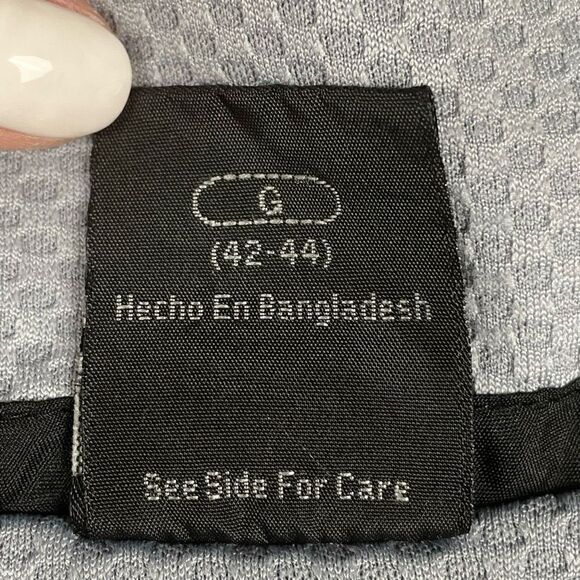 G
(42-44)
Hecho En Bangladesh
See Side For Care